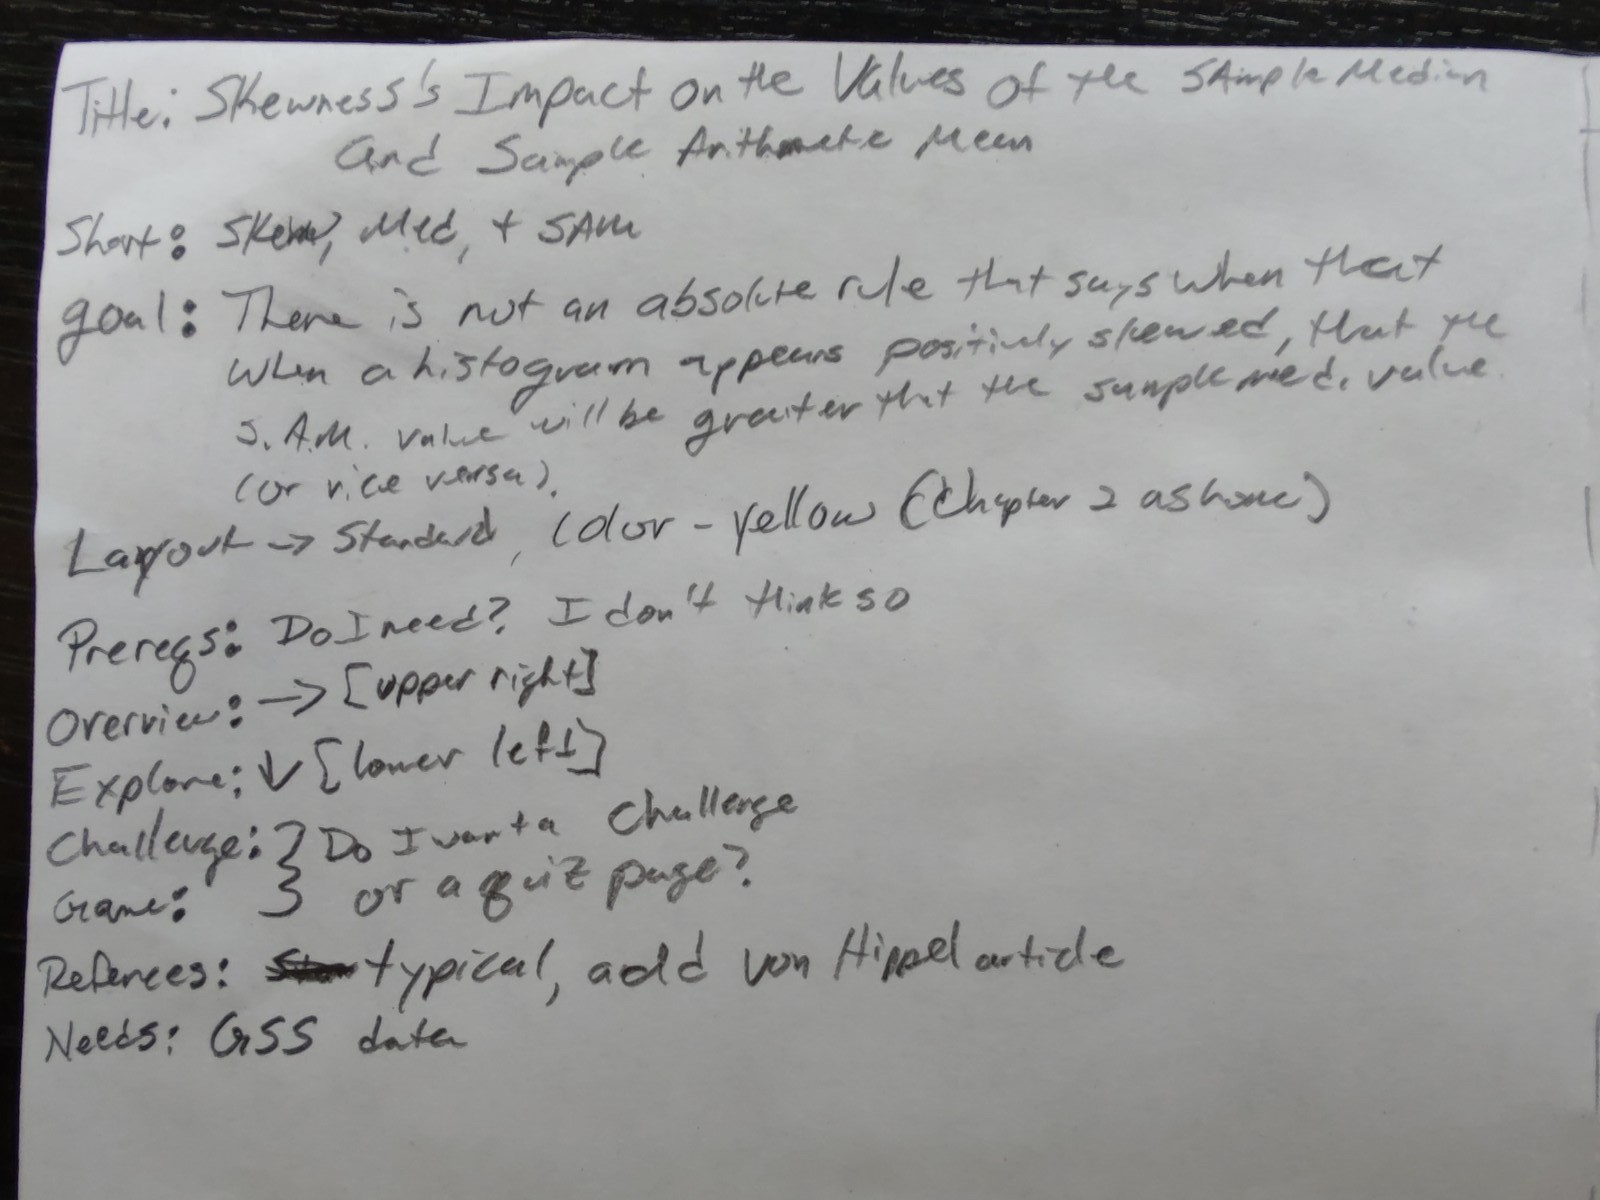 Title: Skewness's Impact on the Values of the Sample Median
and Sample Arithmetic Mean
Short: Skew, Med, + SAM
goal: There is not an absolute rule that says when that
when a histogram appears positively skewed, that the
S.A.M. value will be greater that the sample med. value.
(or vice versa).
Layout → Standard, Color - yellow (Chapter 2 as home)
Prereqs: Do I need? I don't think so
Overview: → [upper right]
Explore: ↓ [lower left]
Challenge: } Do I want a challenge
Game: } or a quiz page?
Refernces: typical, add von Hippel article
Needs: GSS data